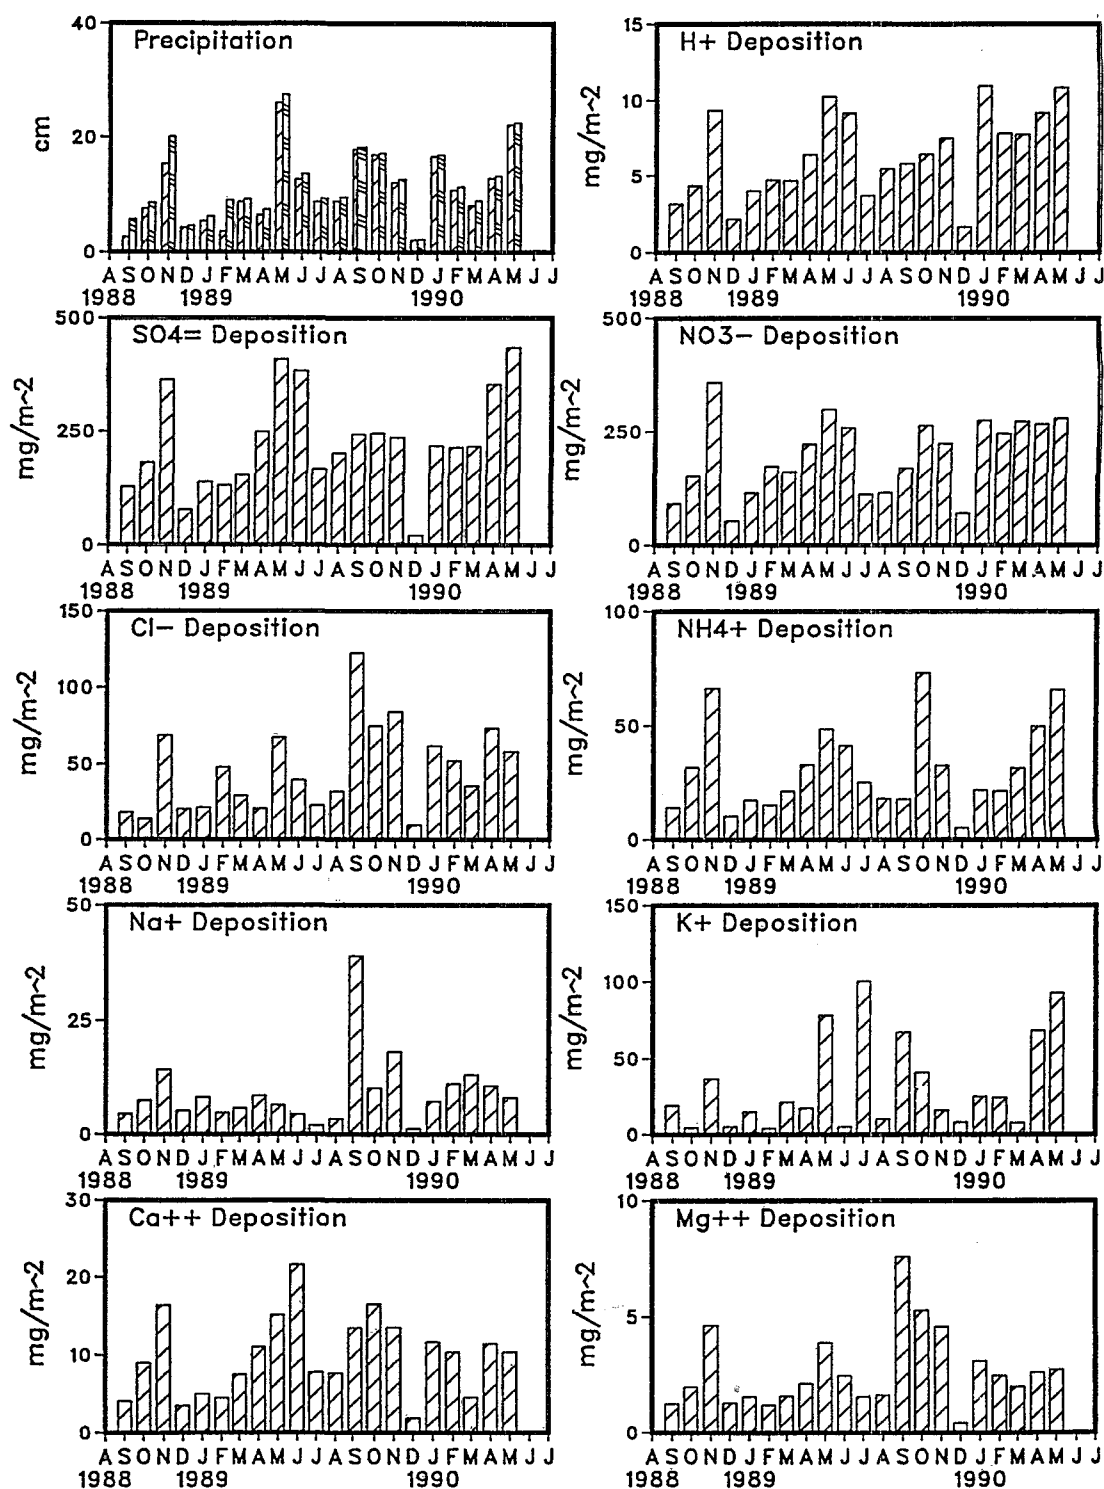 Precipitation
cm
40
20
0
A S O N D J F M A M J J A S O N D J F M A M J J
1988 1989 1990
H+ Deposition
mg/m~2
15
10
5
0
A S O N D J F M A M J J A S O N D J F M A M J J
1988 1989 1990
SO4= Deposition
mg/m~2
500
250
0
A S O N D J F M A M J J A S O N D J F M A M J J
1988 1989 1990
NO3- Deposition
mg/m~2
500
250
0
A S O N D J F M A M J J A S O N D J F M A M J J
1988 1989 1990
Cl- Deposition
mg/m~2
150
100
50
0
A S O N D J F M A M J J A S O N D J F M A M J J
1988 1989 1990
NH4+ Deposition
mg/m~2
100
50
0
A S O N D J F M A M J J A S O N D J F M A M J J
1988 1989 1990
Na+ Deposition
mg/m~2
50
25
0
A S O N D J F M A M J J A S O N D J F M A M J J
1988 1989 1990
K+ Deposition
mg/m~2
150
100
50
0
A S O N D J F M A M J J A S O N D J F M A M J J
1988 1989 1990
Ca++ Deposition
mg/m~2
30
20
10
0
A S O N D J F M A M J J A S O N D J F M A M J J
1988 1989 1990
Mg++ Deposition
mg/m~2
10
5
0
A S O N D J F M A M J J A S O N D J F M A M J J
1988 1989 1990